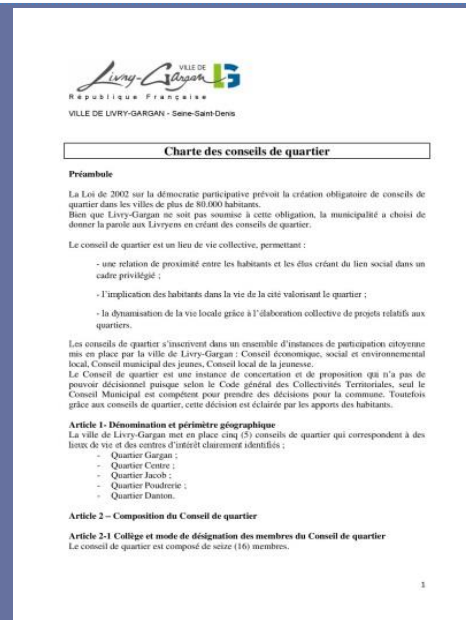 Livry-Gargan
VILLE DE
République Française
VILLE DE LIVRY-GARGAN - Seine-Saint-Denis
Charte des conseils de quartier
Préambule
La Loi de 2002 sur la démocratie participative prévoit la création obligatoire de conseils de
quartier dans les villes de plus de 80.000 habitants.
Bien que Livry-Gargan ne soit pas soumise à cette obligation, la municipalité a choisi de
donner la parole aux Livryens en créant des conseils de quartier.
Le conseil de quartier est un lieu de vie collective, permettant :
- une relation de proximité entre les habitants et les élus créant du lien social dans un
cadre privilégié ;
- l'implication des habitants dans la vie de la cité valorisant le quartier ;
- la dynamisation de la vie locale grâce à l'élaboration collective de projets relatifs aux
quartiers.
Les conseils de quartier s'inscrivent dans un ensemble d'instances de participation citoyenne
mis en place par la ville de Livry-Gargan : Conseil économique, social et environnemental
local, Conseil municipal des jeunes, Conseil local de la jeunesse.
Le Conseil de quartier est une instance de concertation et de proposition qui n'a pas de
pouvoir décisionnel puisque selon le Code général des Collectivités Territoriales, seul le
Conseil Municipal est compétent pour prendre des décisions pour la commune. Toutefois
grâce aux conseils de quartier, cette décision est éclairée par les apports des habitants.
Article 1- Dénomination et périmètre géographique
La ville de Livry-Gargan met en place cinq (5) conseils de quartier qui correspondent à des
lieux de vie et des centres d'intérêt clairement identifiés ;
- Quartier Gargan ;
- Quartier Centre ;
- Quartier Jacob ;
- Quartier Poudrerie ;
- Quartier Danton.
Article 2 – Composition du Conseil de quartier
Article 2-1 Collège et mode de désignation des membres du Conseil de quartier
Le conseil de quartier est composé de seize (16) membres.
1